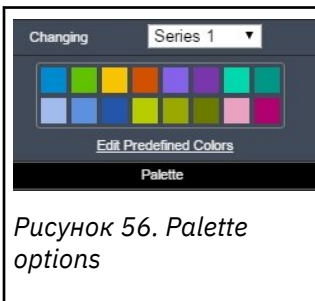 Changing Series 1
Edit Predefined Colors
Palette
Рисунок 56. Palette
options